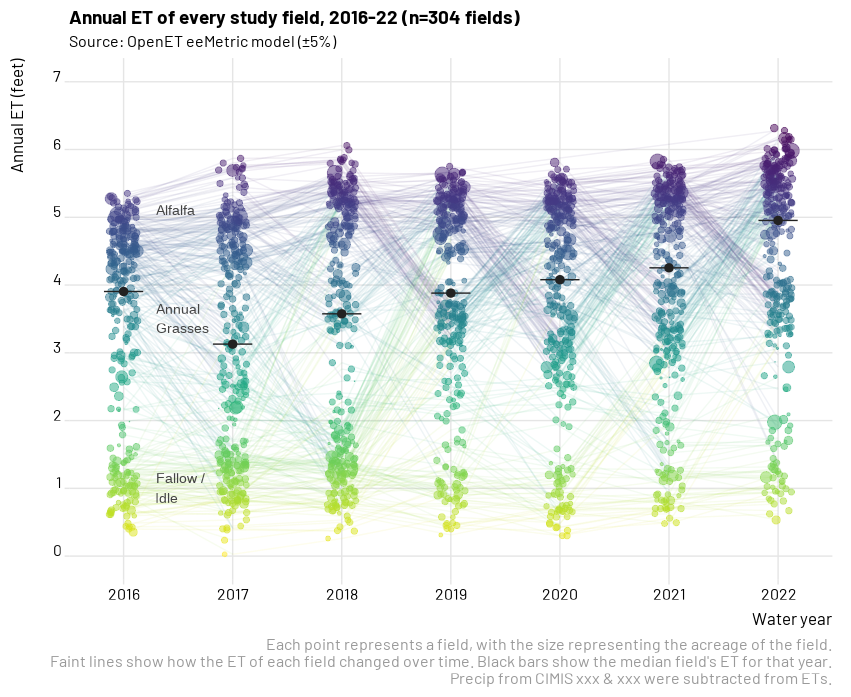 Annual ET of every study field, 2016-22 (n=304 fields)
Source: OpenET eeMetric model (±5%)
Annual ET (feet)
7
6
5
4
3
2
1
0
Alfalfa
Annual
Grasses
Fallow /
Idle
2016 2017 2018 2019 2020 2021 2022
Water year
Each point represents a field, with the size representing the acreage of the field.
Faint lines show how the ET of each field changed over time. Black bars show the median field's ET for that year.
Precip from CIMIS xxx & xxx were subtracted from ETs.